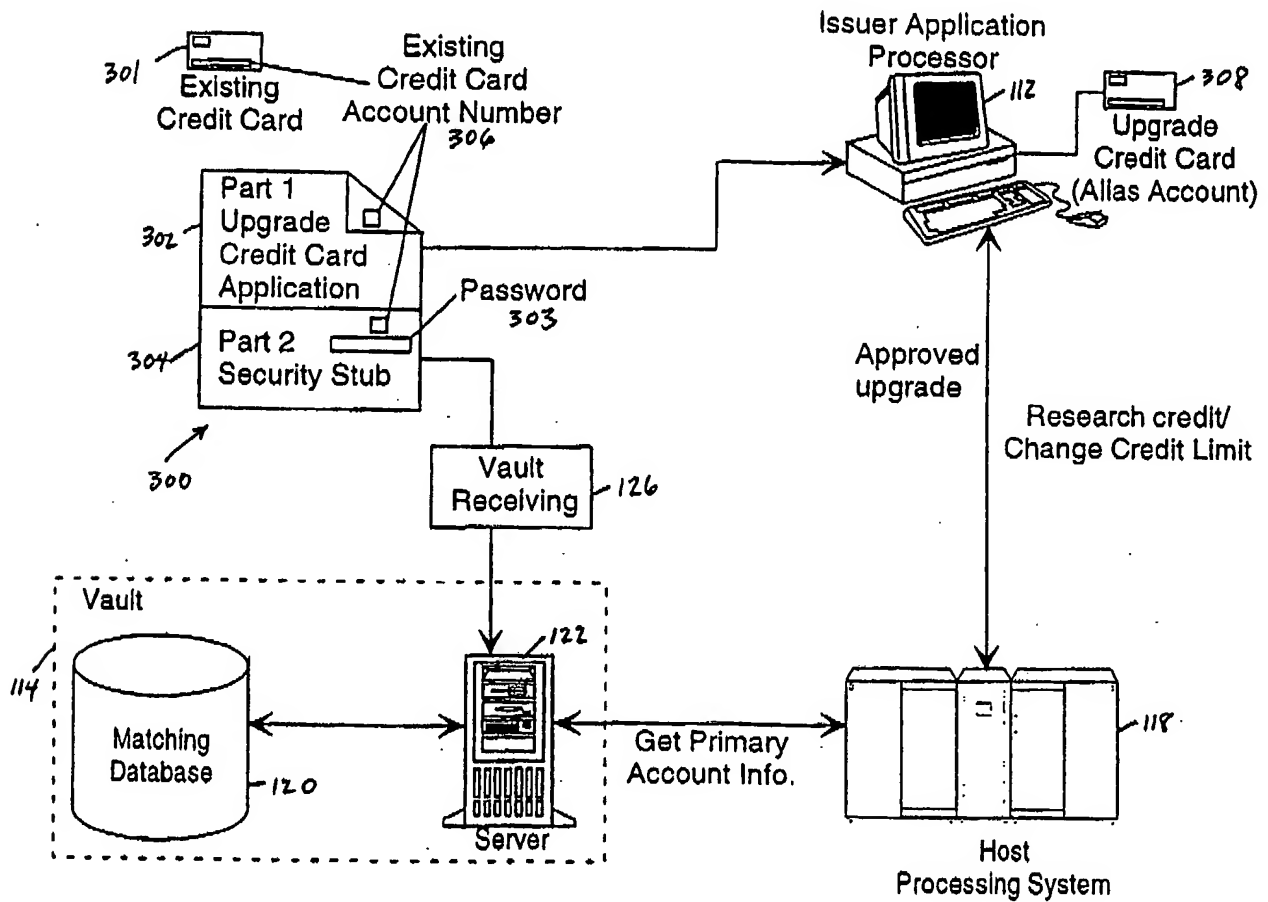 301
Existing
Credit Card
Existing
Credit Card
Account Number
306
Issuer Application
Processor
112
308
Upgrade
Credit Card
(Alias Account)
302
Part 1
Upgrade
Credit Card
Application
Password
303
304
Part 2
Security Stub
300
Vault
Receiving
126
Approved
upgrade
Research credit/
Change Credit Limit
Vault
114
Matching
Database
120
122
Server
Get Primary
Account Info.
118
Host
Processing System